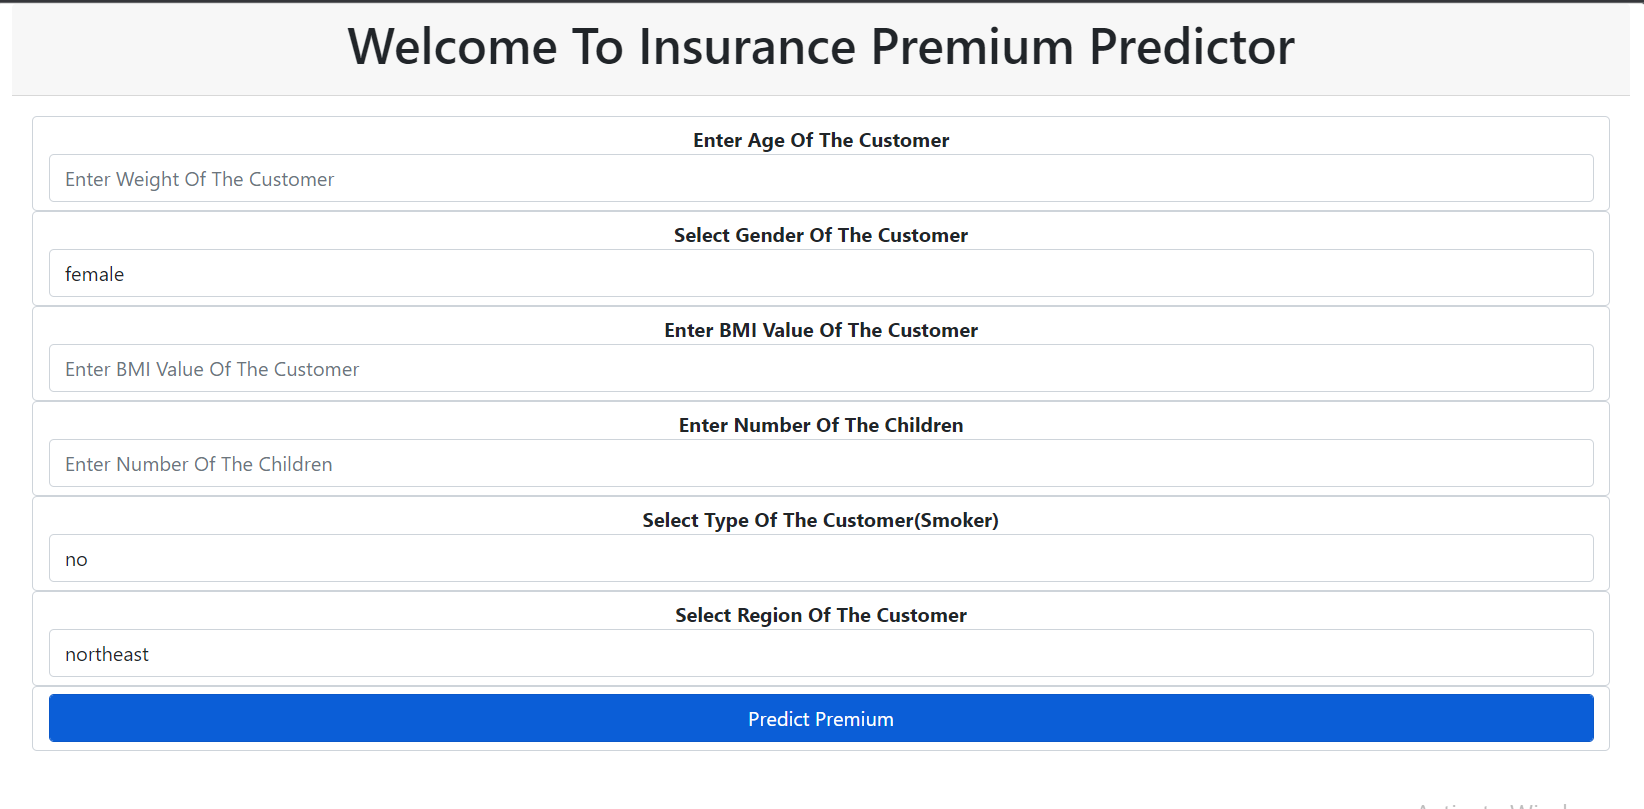 Welcome To Insurance Premium Predictor
Enter Age Of The Customer
Enter Weight Of The Customer
Select Gender Of The Customer
female
Enter BMI Value Of The Customer
Enter BMI Value Of The Customer
Enter Number Of The Children
Enter Number Of The Children
Select Type Of The Customer(Smoker)
no
Select Region Of The Customer
northeast
Predict Premium